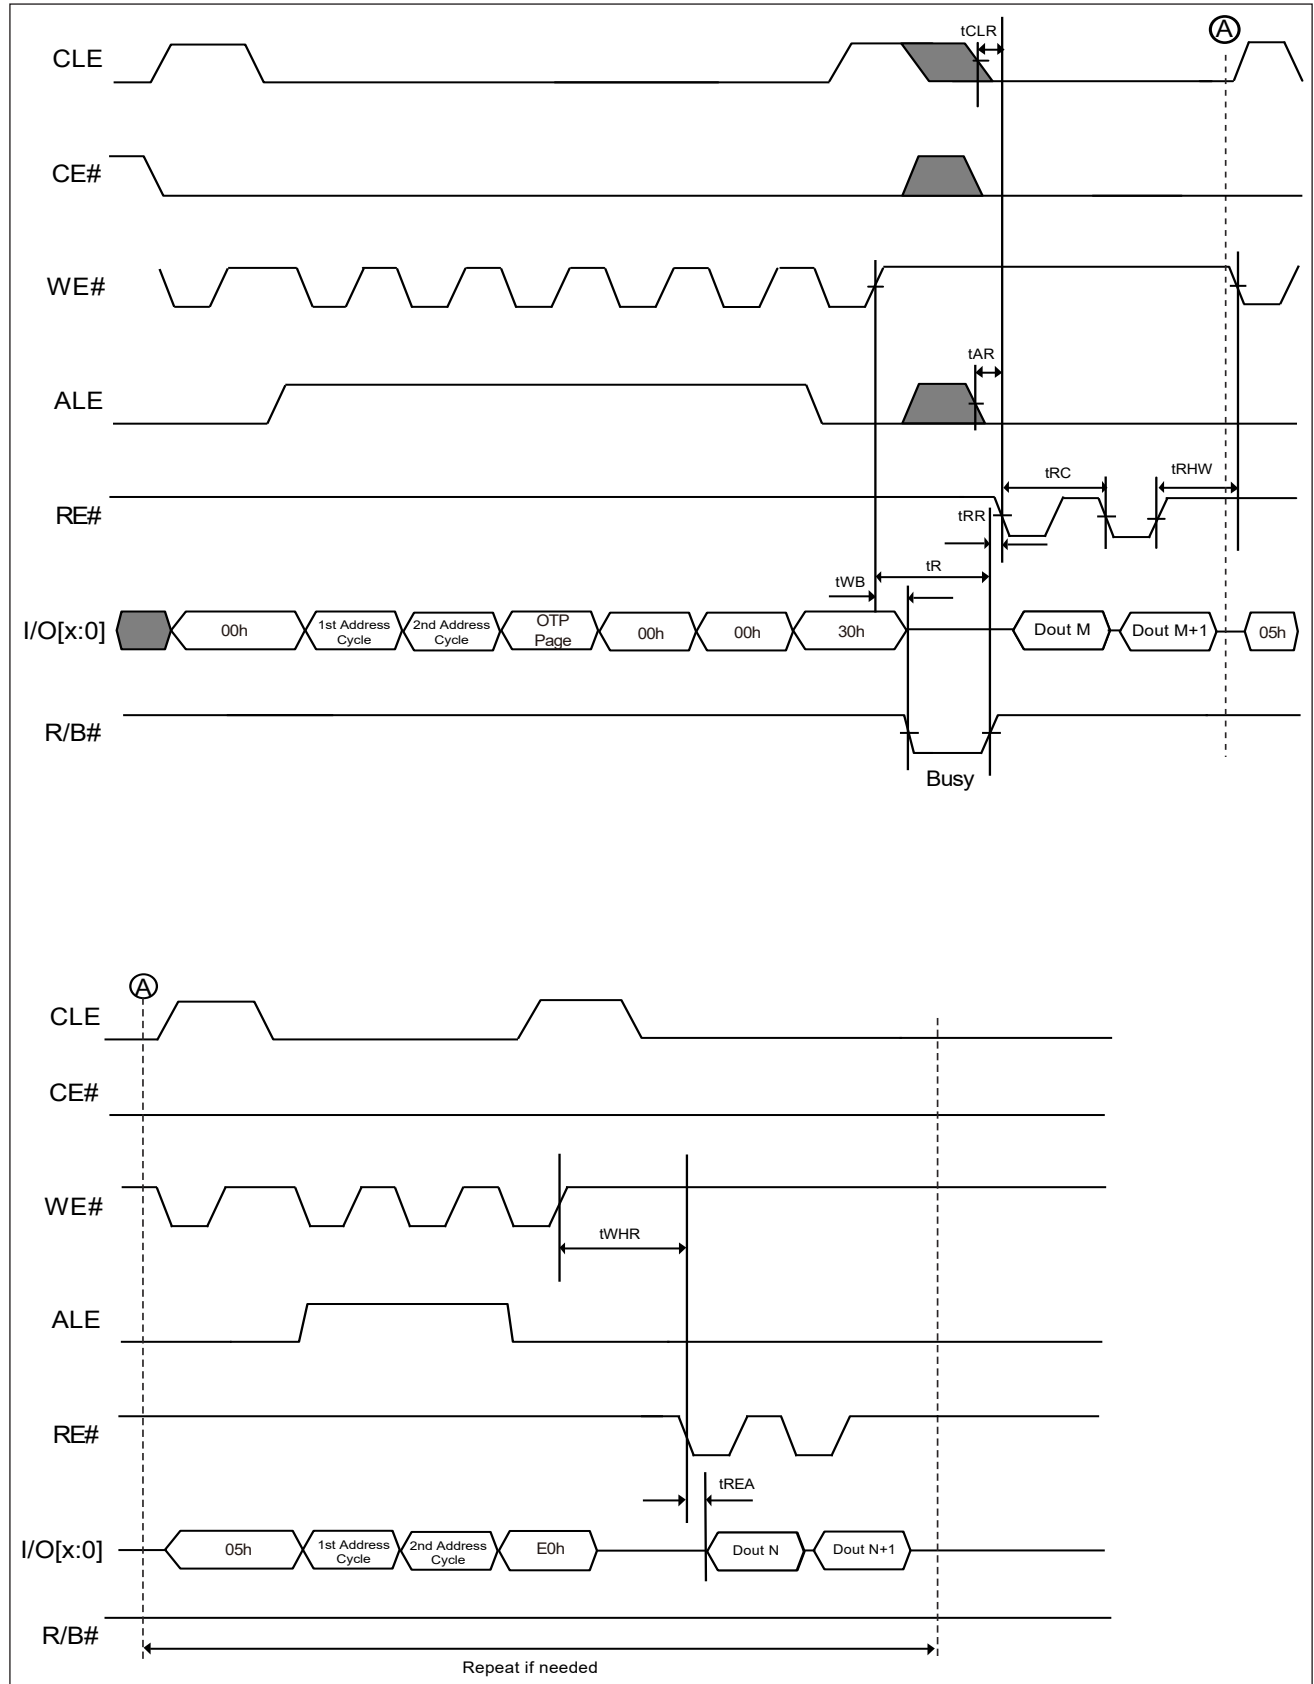 tCLR
A
CLE
CE#
WE#
tAR
ALE
tRC
tRHW
RE#
tRR
tR
tWB
I/O[x:0]
00h
1st Address
Cycle
2nd Address
Cycle
OTP
Page
00h
00h
30h
Dout M
Dout M+1
05h
R/B#
Busy
A
CLE
CE#
WE#
tWHR
ALE
RE#
tREA
I/O[x:0]
05h
1st Address
Cycle
2nd Address
Cycle
E0h
Dout N
Dout N+1
R/B#
Repeat if needed